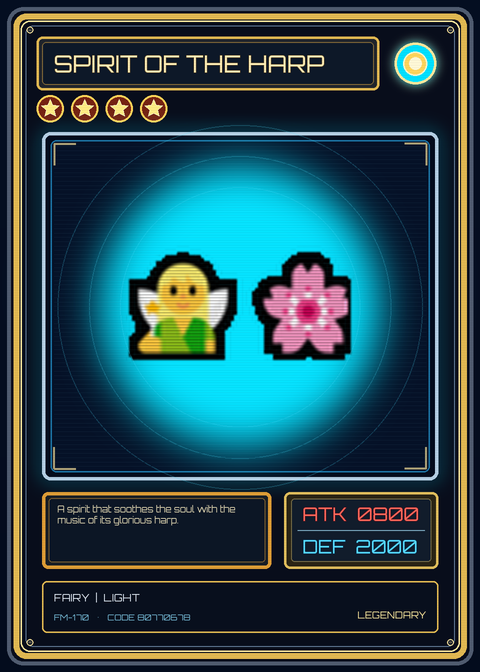 SPIRIT OF THE HARP
A spirit that soothes the soul with the
music of its glorious harp.
ATK 0800
DEF 2000
FAIRY | LIGHT
FM-170 · CODE 80770678
LEGENDARY